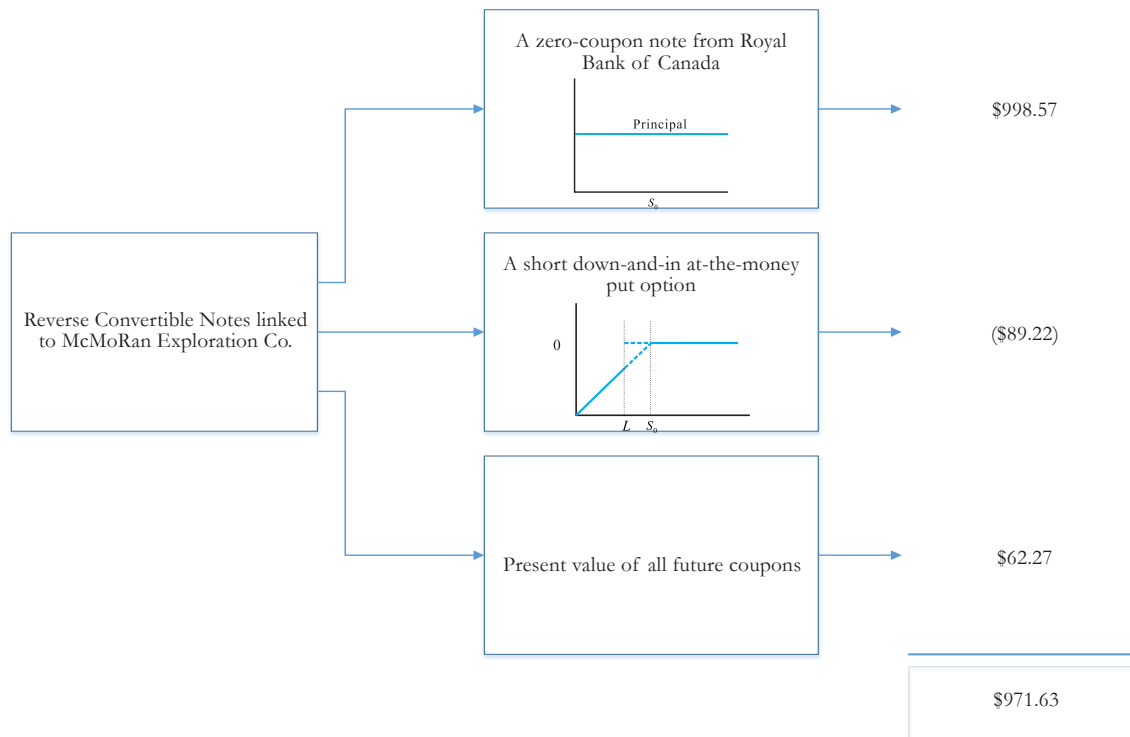 A zero-coupon note from Royal
Bank of Canada
Principal
S₀
$998.57
Reverse Convertible Notes linked
to McMoRan Exploration Co.
A short down-and-in at-the-money
put option
0
L S₀
($89.22)
Present value of all future coupons
$62.27
$971.63